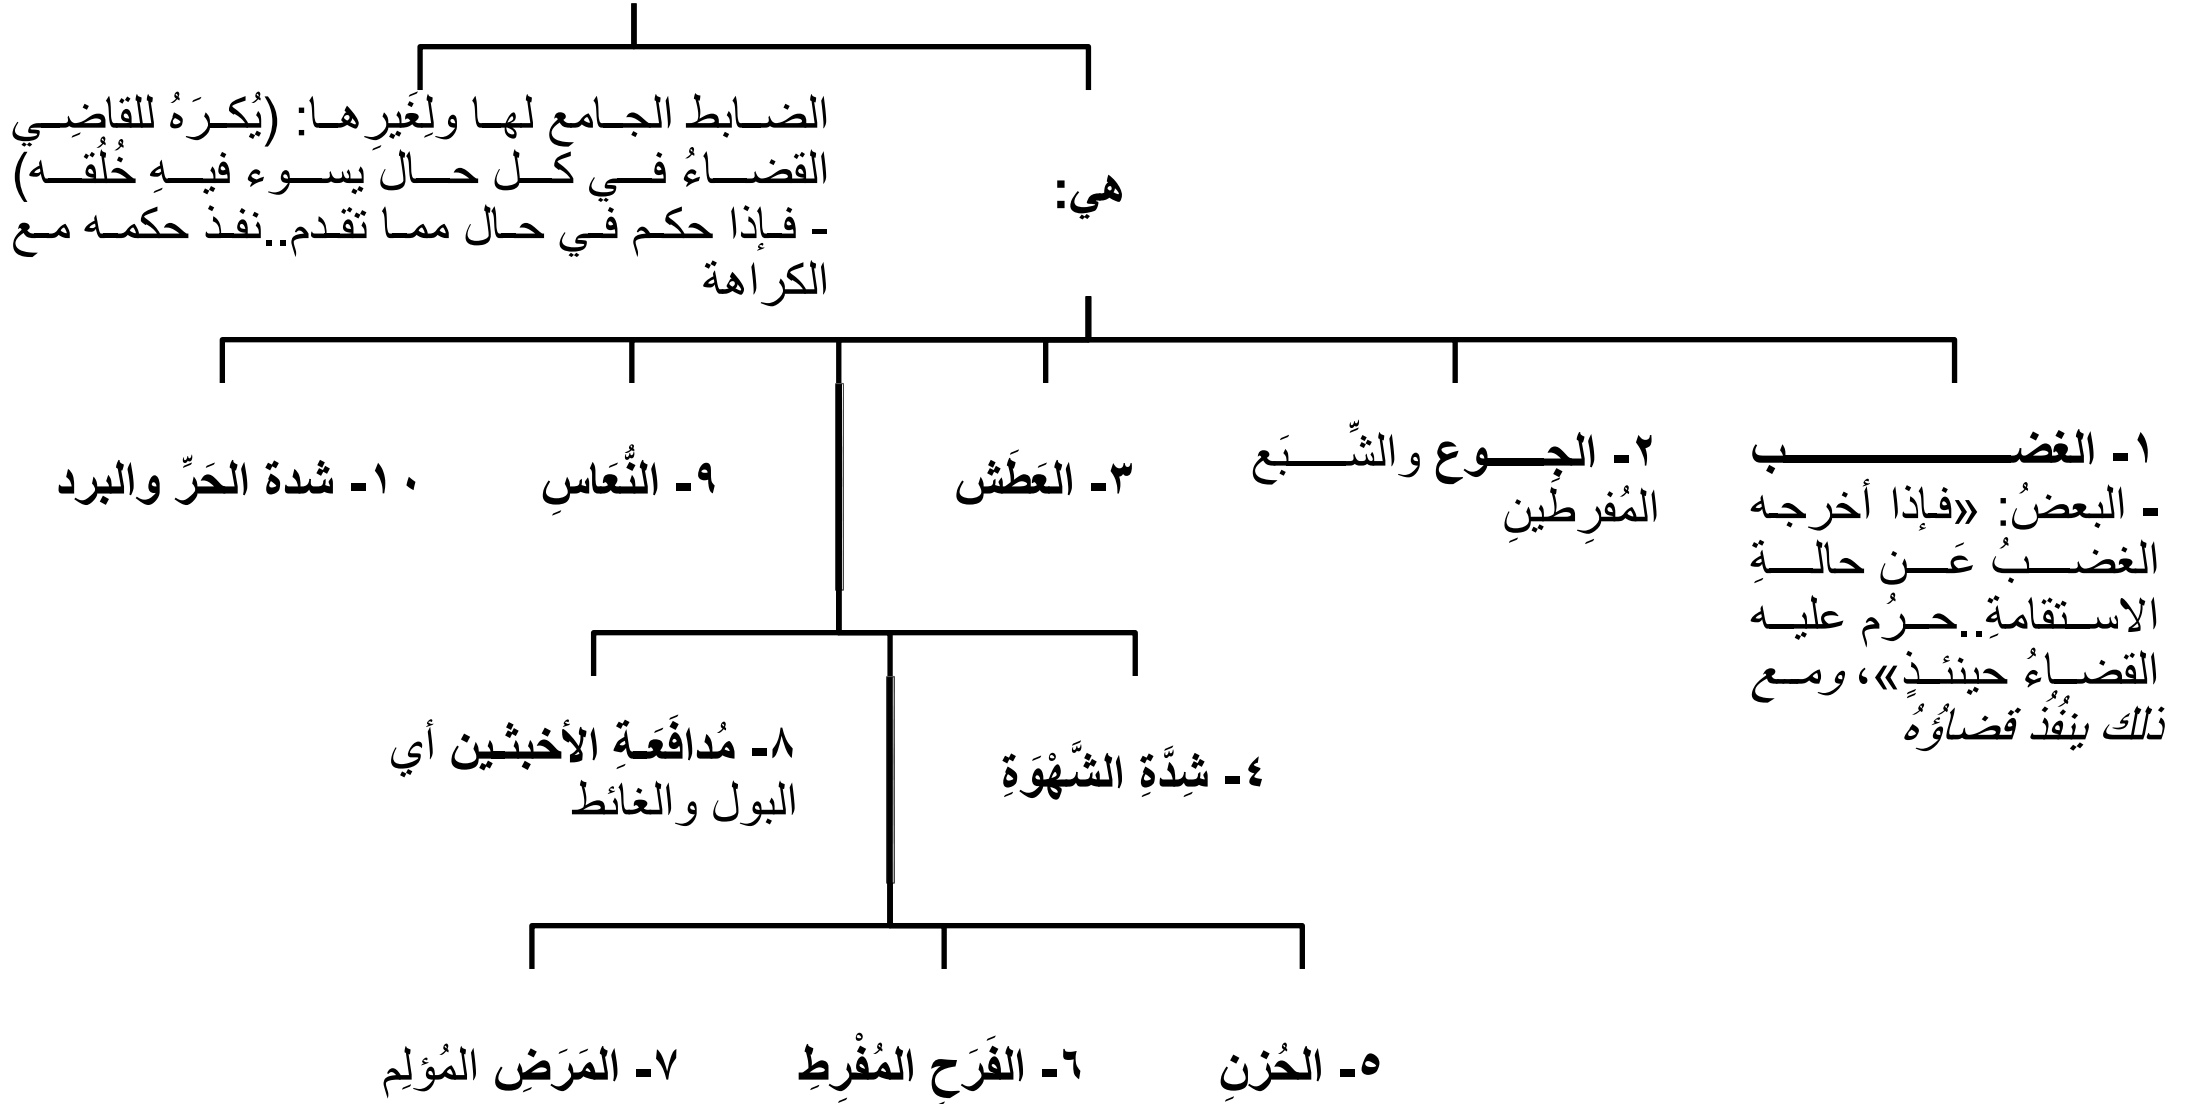 هي:
الضابط الجامع لها ولِغَيرِها: (يُكرَهُ للقاضِي
القضاءُ في كل حال يسوء فيهِ خُلُقه)
- فإذا حكم في حال مما تقدم..نفذ حكمه مع
الكراهة
١- الغضب
- البعضُ: «فإذا أخرجه
الغضبُ عَن حالةِ
الاستقامةِ..حرُم عليه
القضاءُ حينئذٍ»، ومع
ذلك ينفُذ قضاؤُهُ
٢- الجوع والشِّبَع
المُفرِطَينِ
٣- العَطَش
٩- النُّعَاسِ
١٠- شدة الحَرِّ والبرد
٤- شِدَّةِ الشَّهْوَةِ
٨- مُدافَعَةِ الأخبثين أي
البول والغائط
٥- الحُزنِ
٦- الفَرَحِ المُفْرِطِ
٧- المَرَضِ المُؤلِم